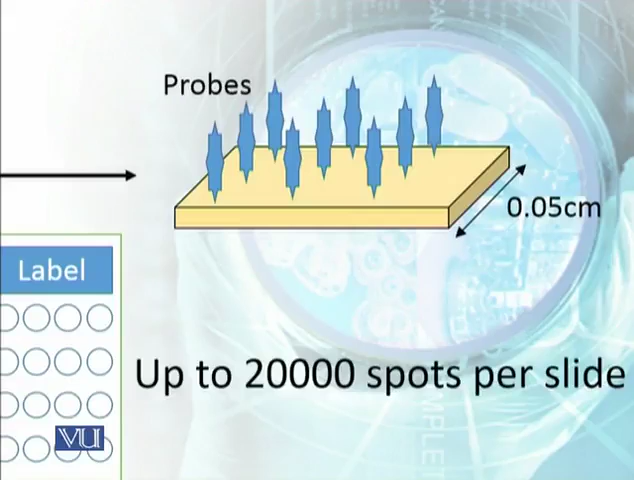 Probes
0.05cm
Label
Up to 20000 spots per slide
VU